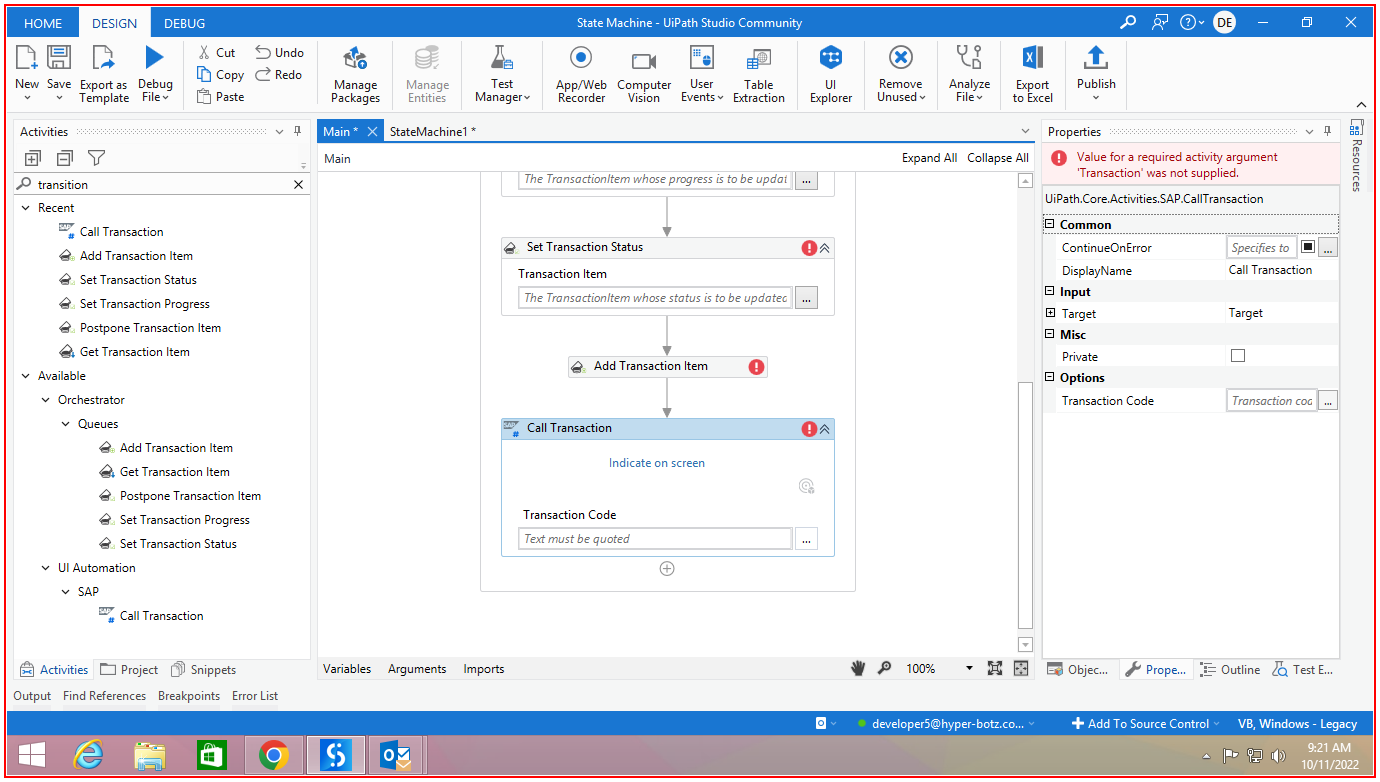 HOME
DESIGN
DEBUG
State Machine - UiPath Studio Community
DE
New
Save
Export as
Template
Debug
File
Cut
Copy
Paste
Undo
Redo
Manage
Packages
Manage
Entities
Test
Manager
App/Web
Recorder
Computer
Vision
User
Events
Table
Extraction
UI
Explorer
Remove
Unused
Analyze
File
Export
to Excel
Publish
Activities
transition
Recent
Call Transaction
Add Transaction Item
Set Transaction Status
Set Transaction Progress
Postpone Transaction Item
Get Transaction Item
Available
Orchestrator
Queues
Add Transaction Item
Get Transaction Item
Postpone Transaction Item
Set Transaction Progress
Set Transaction Status
UI Automation
SAP
Call Transaction
Activities
Project
Snippets
Main *
StateMachine1 *
Main
Expand All
Collapse All
The TransactionItem whose progress is to be updat
...
Set Transaction Status
Transaction Item
The TransactionItem whose status is to be updated
...
Add Transaction Item
SAP
Call Transaction
Indicate on screen
Transaction Code
Text must be quoted
...
Variables
Arguments
Imports
100%
Properties
Value for a required activity argument
'Transaction' was not supplied.
UiPath.Core.Activities.SAP.CallTransaction
Common
ContinueOnError
Specifies to
...
DisplayName
Call Transaction
Input
Target
Target
Misc
Private
Options
Transaction Code
Transaction coc
...
Resources
Objec...
Prope...
Outline
Test E...
Output
Find References
Breakpoints
Error List
developer5@hyper-botz.co...
Add To Source Control
VB, Windows - Legacy
9:21 AM
10/11/2022